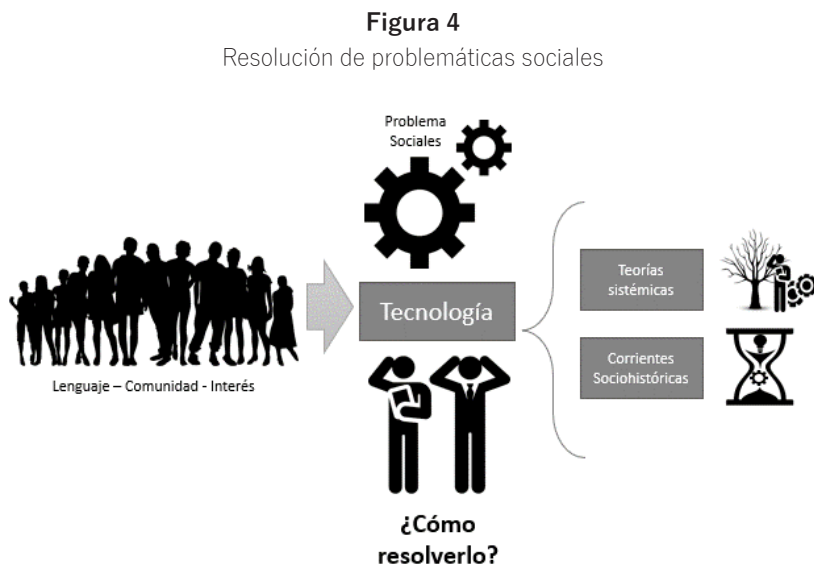 Figura 4
Resolución de problemáticas sociales
Problema
Sociales
Lenguaje – Comunidad - Interés
Tecnología
¿Cómo
resolverlo?
Teorías
sistémicas
Corrientes
Sociohistóricas